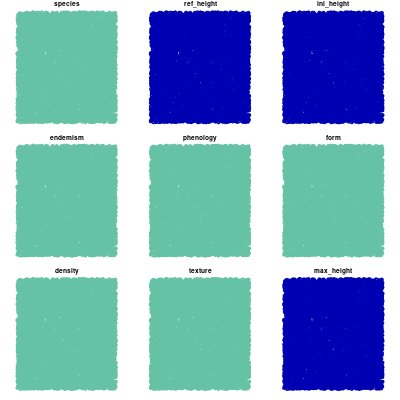 species
ref_height
ini_height
endemism
phenology
form
density
texture
max_height